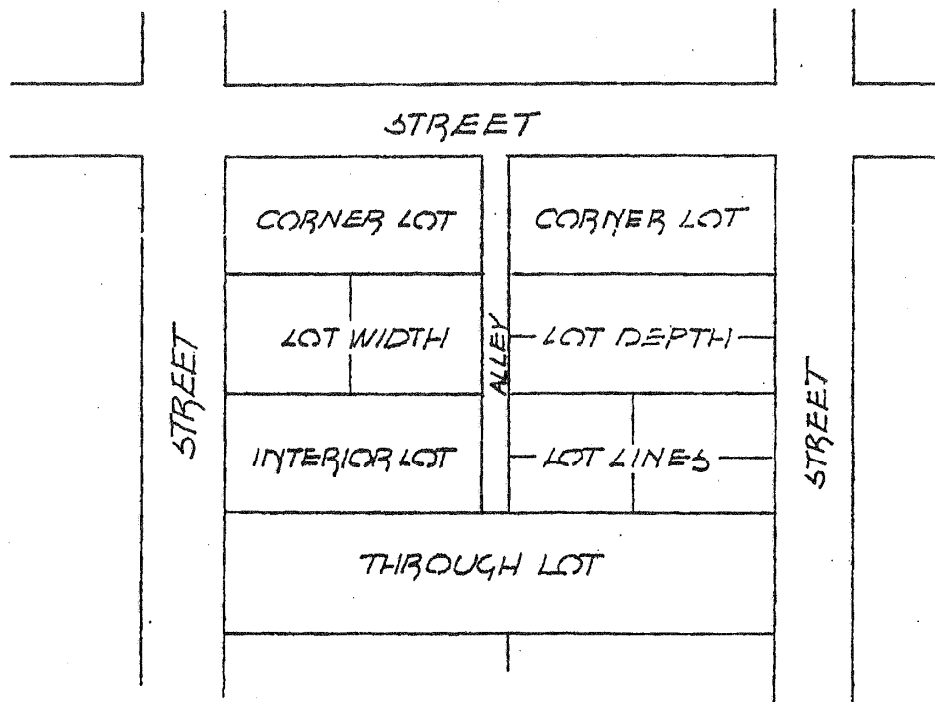 STREET
CORNER LOT
CORNER LOT
STREET
LOT WIDTH
ALLEY
LOT DEPTH
STREET
INTERIOR LOT
LOT LINES
THROUGH LOT